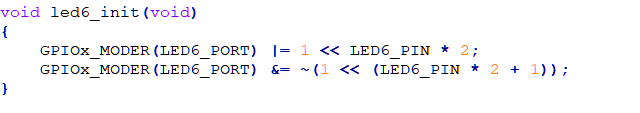 void led6_init(void)
{
    GPIOx_MODER(LED6_PORT) |= 1 << LED6_PIN * 2;
    GPIOx_MODER(LED6_PORT) &= ~(1 << (LED6_PIN * 2 + 1));
}